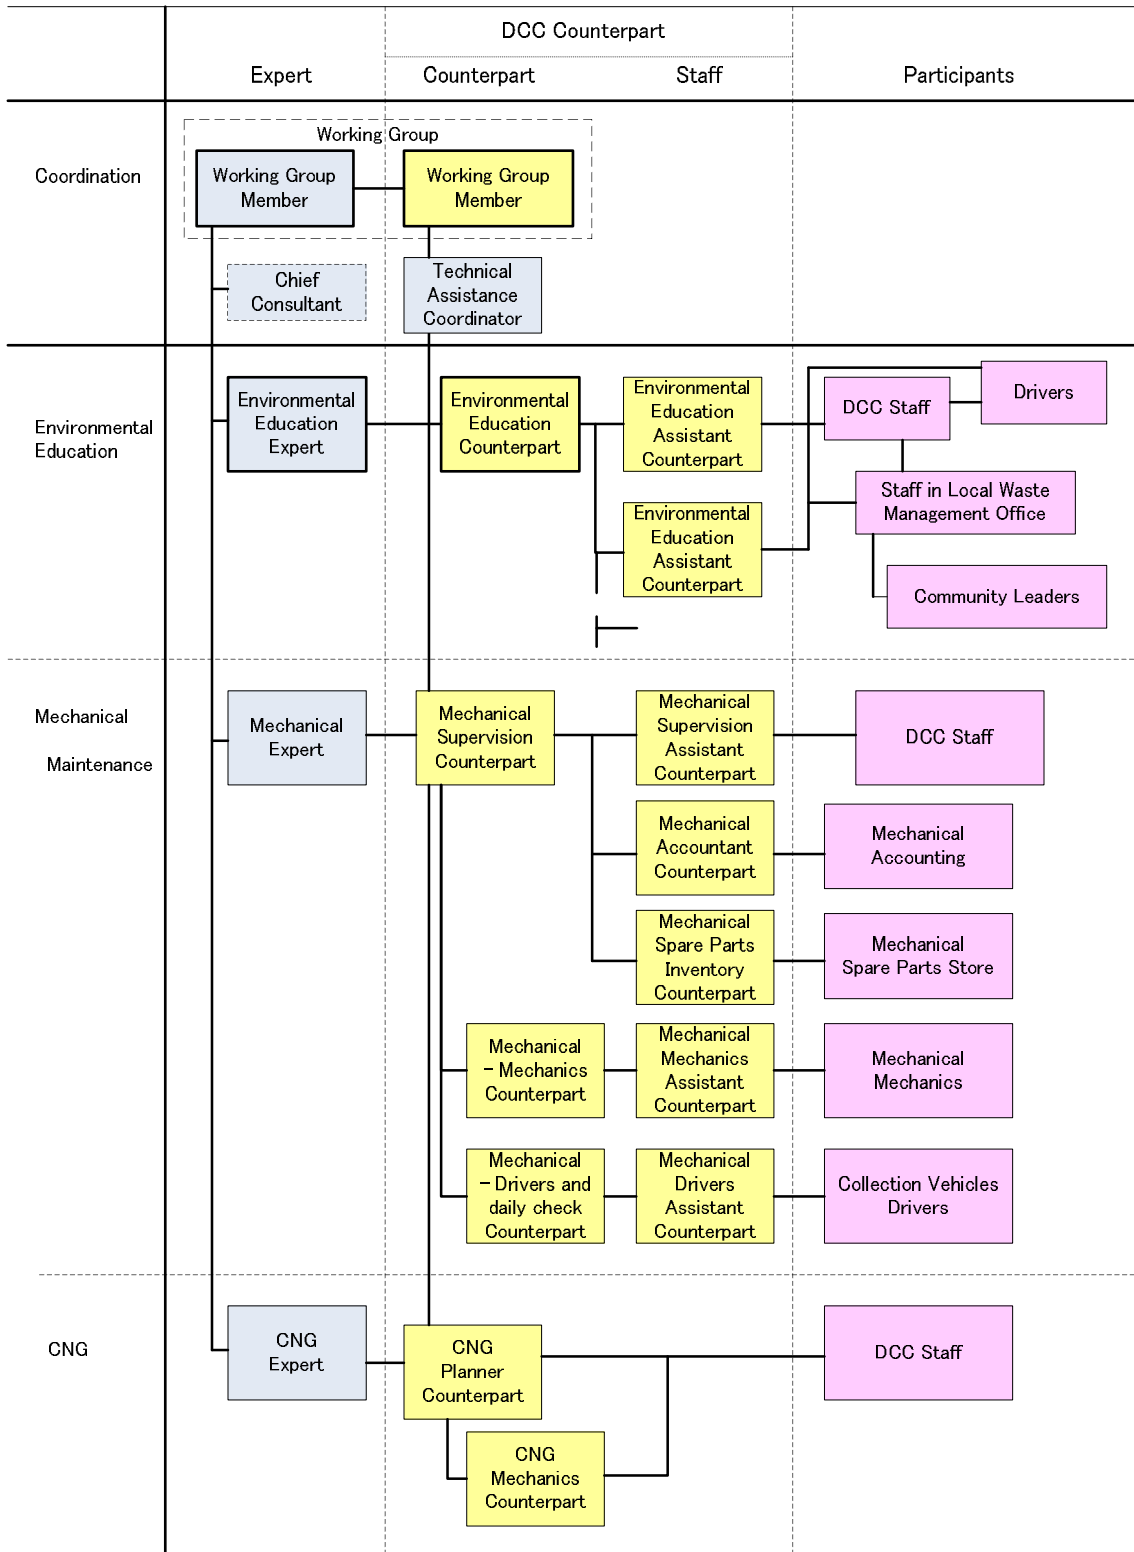 DCC Counterpart
Expert
Counterpart
Staff
Participants
Coordination
Working Group
Working Group
Member
Working Group
Member
Chief
Consultant
Technical
Assistance
Coordinator
Environmental
Education
Environmental
Education
Expert
Environmental
Education
Counterpart
Environmental
Education
Assistant
Counterpart
DCC Staff
Drivers
Environmental
Education
Assistant
Counterpart
Staff in Local Waste
Management Office
Community Leaders
Mechanical
Maintenance
Mechanical
Expert
Mechanical
Supervision
Counterpart
Mechanical
Supervision
Assistant
Counterpart
DCC Staff
Mechanical
Accountant
Counterpart
Mechanical
Accounting
Mechanical
Spare Parts
Inventory
Counterpart
Mechanical
Spare Parts Store
Mechanical
– Mechanics
Counterpart
Mechanical
Mechanics
Assistant
Counterpart
Mechanical
Mechanics
Mechanical
– Drivers and
daily check
Counterpart
Mechanical
Drivers
Assistant
Counterpart
Collection Vehicles
Drivers
CNG
CNG
Expert
CNG
Planner
Counterpart
DCC Staff
CNG
Mechanics
Counterpart